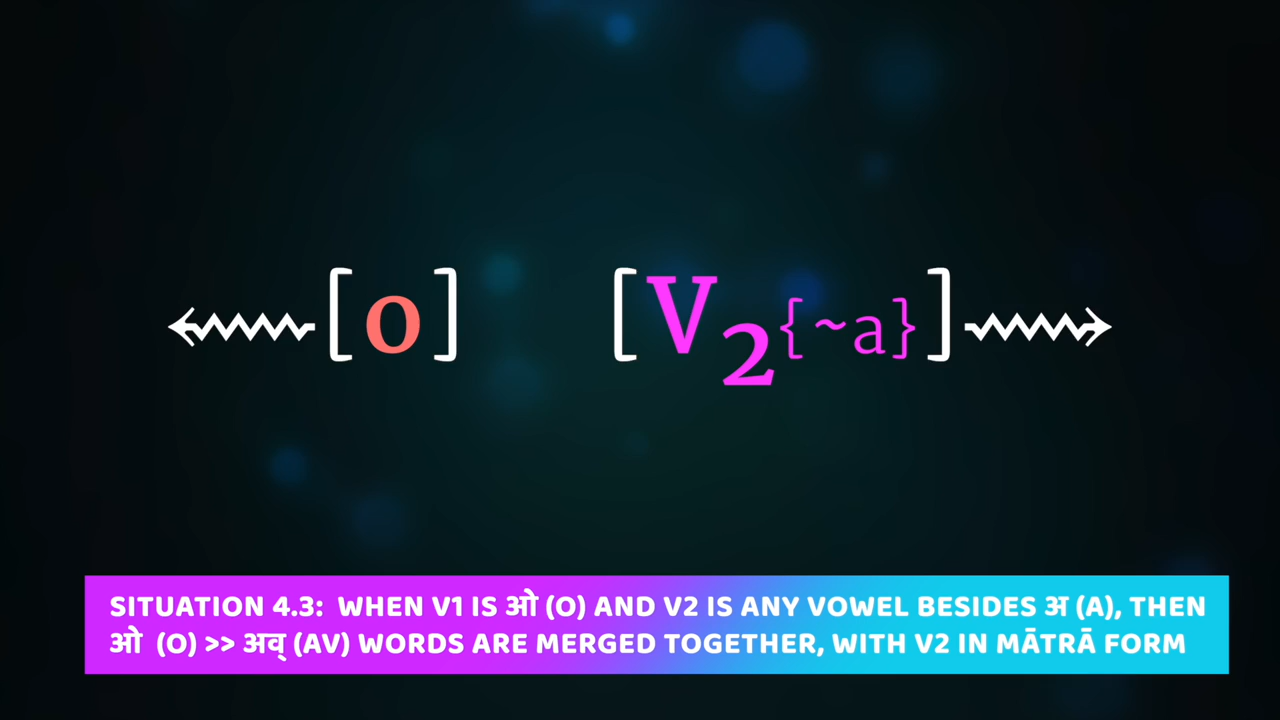 [o] [V2{~a}]
SITUATION 4.3: WHEN V1 IS ओ (O) AND V2 IS ANY VOWEL BESIDES अ (A), THEN
ओ (O) >> अव् (AV) WORDS ARE MERGED TOGETHER, WITH V2 IN MĀTRĀ FORM